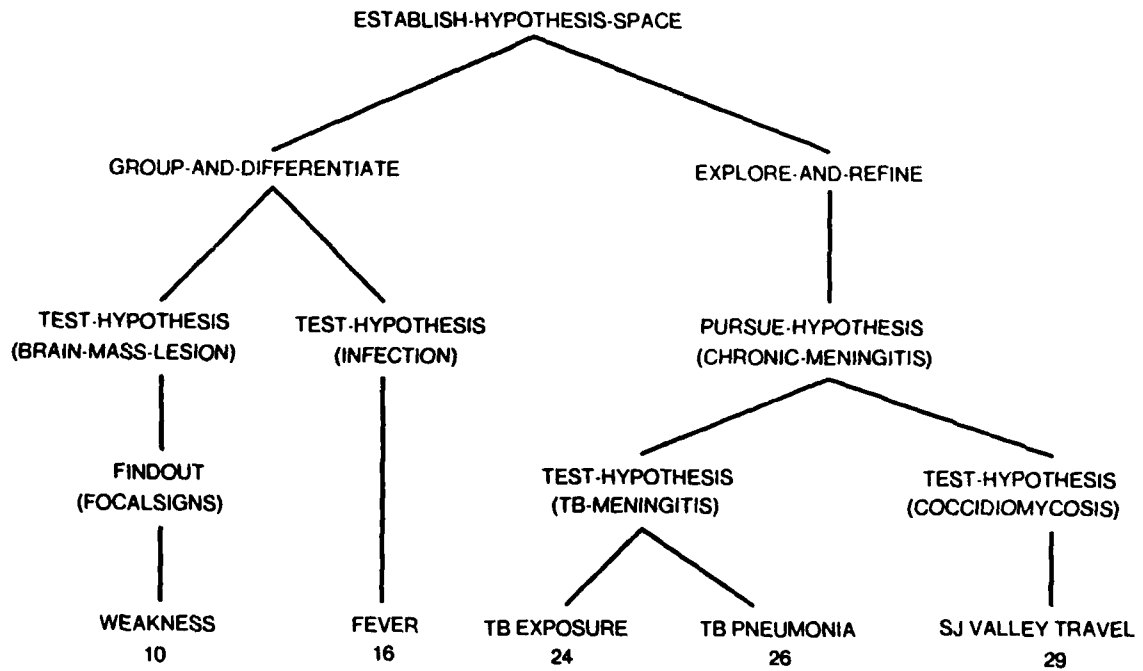 ESTABLISH-HYPOTHESIS-SPACE
GROUP-AND-DIFFERENTIATE
EXPLORE-AND-REFINE
TEST-HYPOTHESIS
(BRAIN-MASS-LESION)
TEST-HYPOTHESIS
(INFECTION)
PURSUE-HYPOTHESIS
(CHRONIC-MENINGITIS)
FINDOUT
(FOCALSIGNS)
TEST-HYPOTHESIS
(TB-MENINGITIS)
TEST-HYPOTHESIS
(COCCIDIOMYCOSIS)
WEAKNESS
10
FEVER
16
TB EXPOSURE
24
TB PNEUMONIA
26
SJ VALLEY TRAVEL
29